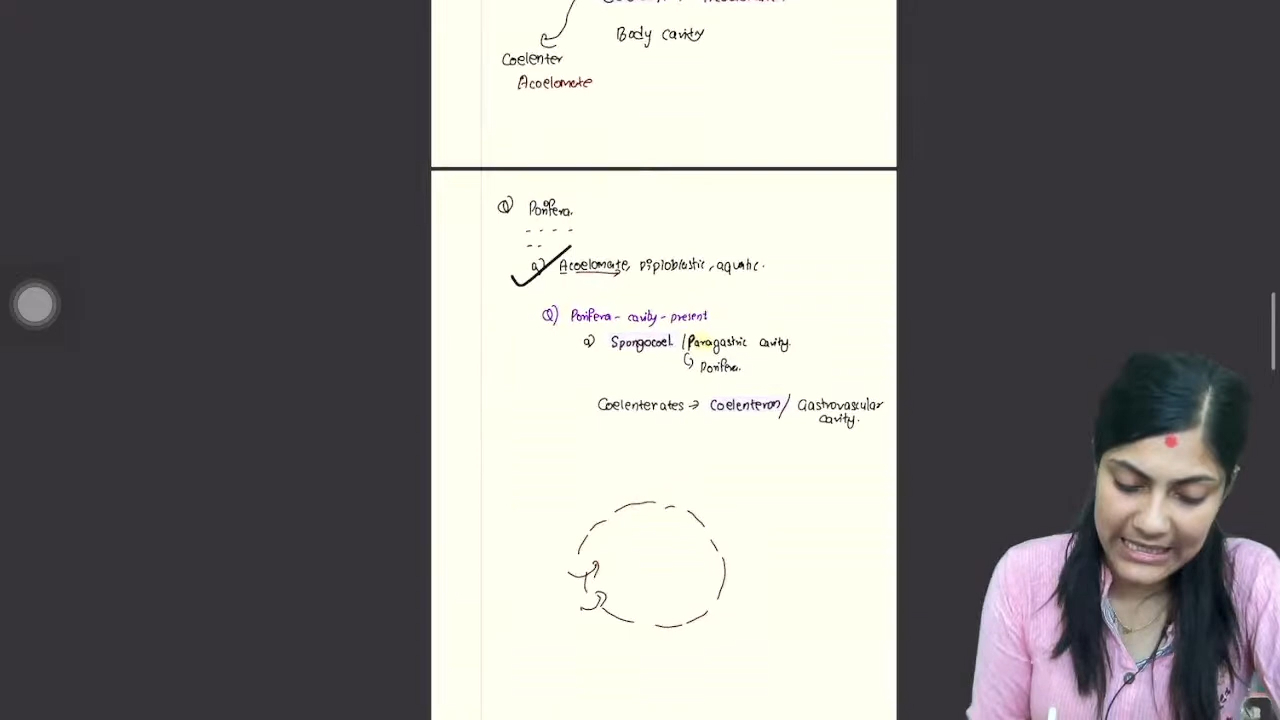 Body cavity
Coelenter
Acoelomate
Q) Porifera.
a) Acoelomate, Diploblastic, aquatic.
Q) Porifera - cavity - present
a) Spongocoel / Paragastric cavity.
Porifera.
Coelenterates → Coelenteron / Gastrovascular
cavity.